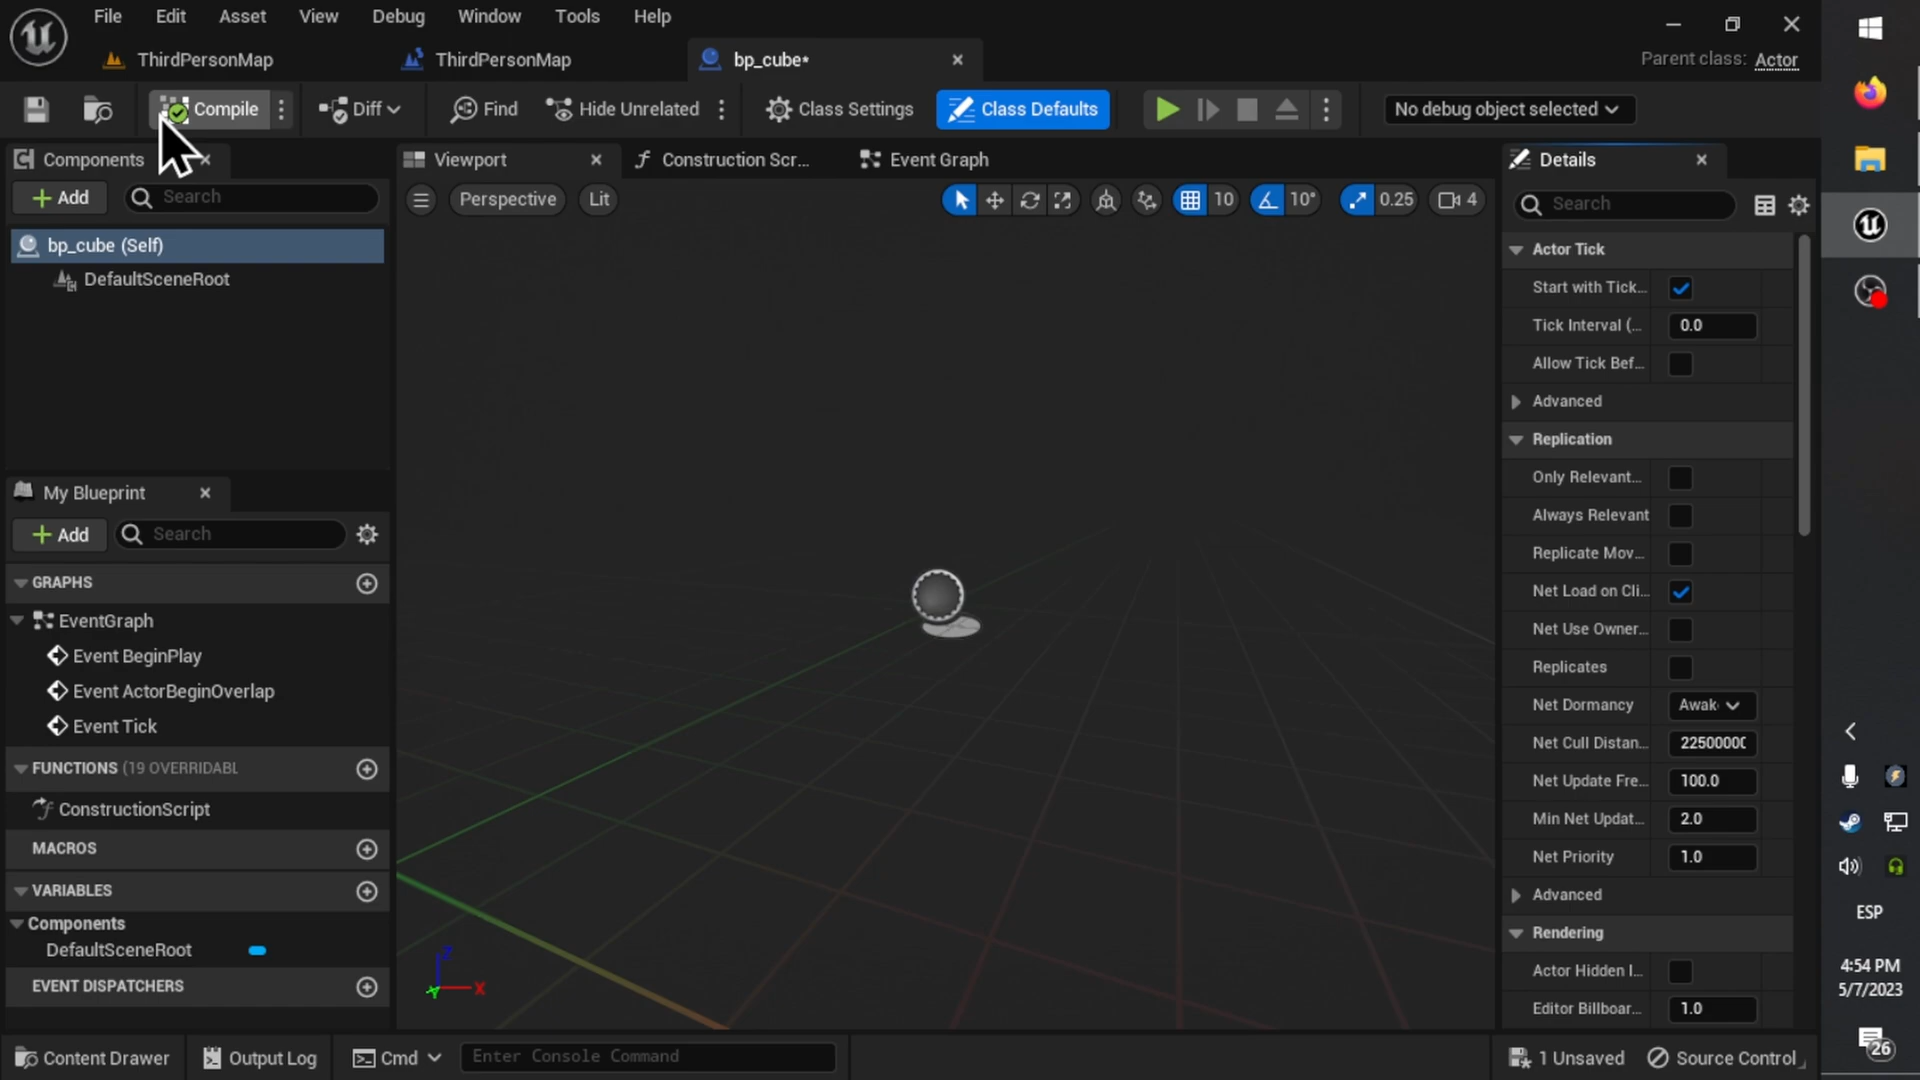 File Edit Asset View Debug Window Tools Help
ThirdPersonMap
ThirdPersonMap
bp_cube*
Parent class: Actor
Compile
Diff
Find
Hide Unrelated
Class Settings
Class Defaults
No debug object selected
Components
Add
Search
bp_cube (Self)
DefaultSceneRoot
My Blueprint
Add
Search
GRAPHS
EventGraph
Event BeginPlay
Event ActorBeginOverlap
Event Tick
FUNCTIONS (19 OVERRIDABL
ConstructionScript
MACROS
VARIABLES
Components
DefaultSceneRoot
EVENT DISPATCHERS
Viewport
Construction Scr...
Event Graph
Perspective
Lit
10
10°
0.25
4
Z
X
Y
Details
Search
Actor Tick
Start with Tick...
Tick Interval (... 0.0
Allow Tick Bef...
Advanced
Replication
Only Relevant...
Always Relevant
Replicate Mov...
Net Load on Cli...
Net Use Owner...
Replicates
Net Dormancy Awak
Net Cull Distan... 22500000
Net Update Fre... 100.0
Min Net Updat... 2.0
Net Priority 1.0
Advanced
Rendering
Actor Hidden I...
Editor Billboar... 1.0
Content Drawer
Output Log
Cmd
Enter Console Command
1 Unsaved
Source Control
ESP
4:54 PM
5/7/2023
26